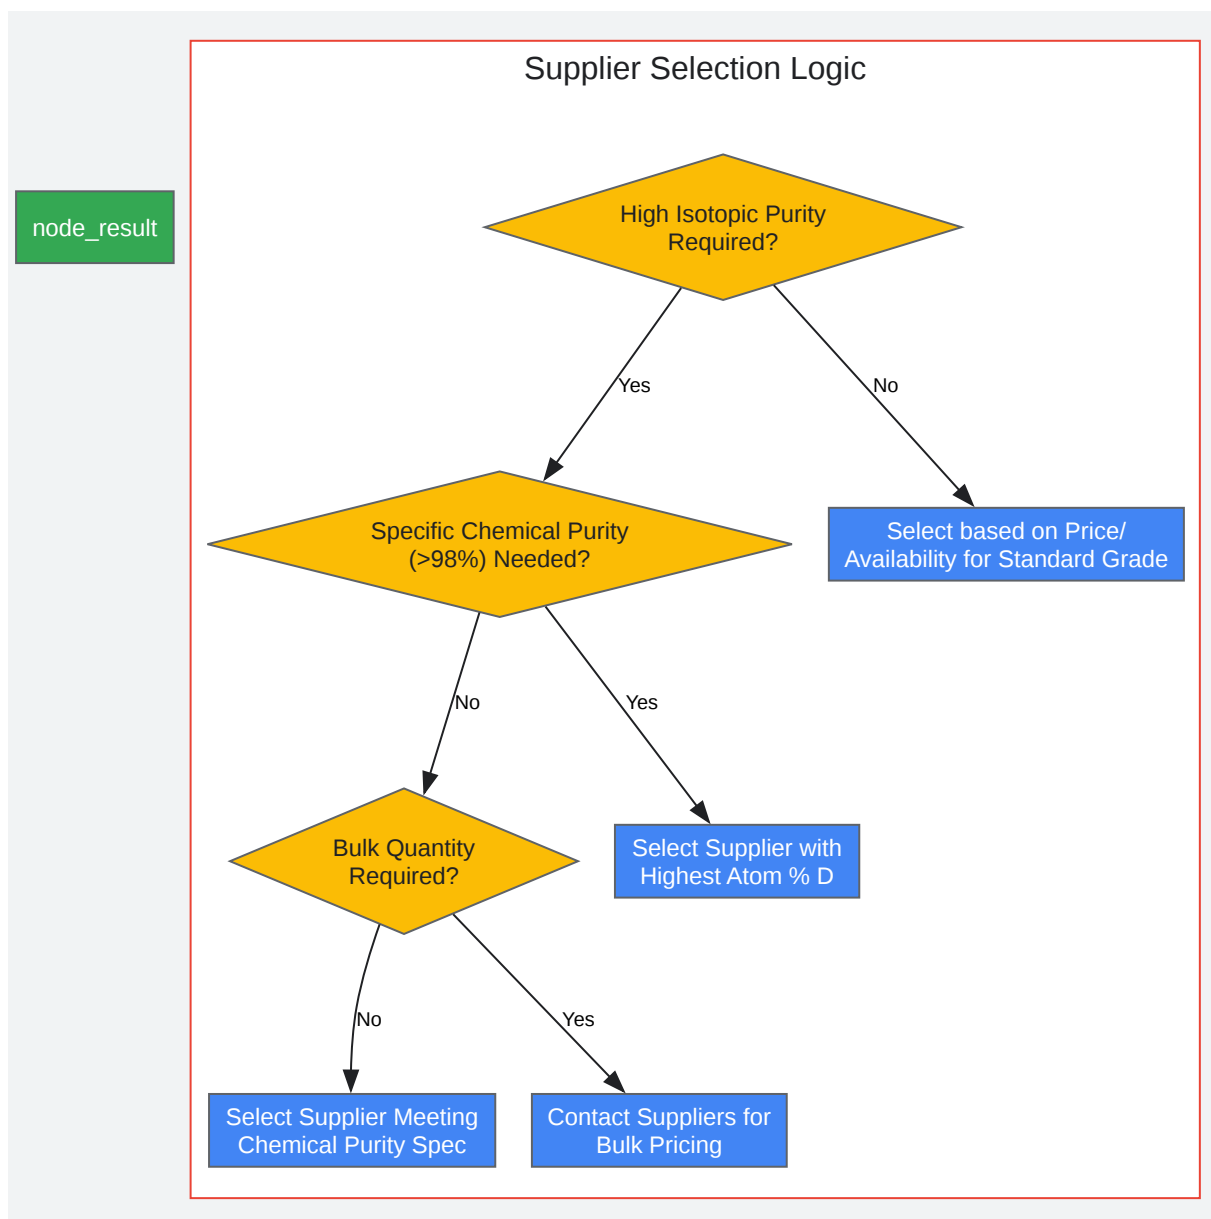 Supplier Selection Logic
node_result
High Isotopic Purity
Required?
Yes
No
Specific Chemical Purity
(>98%) Needed?
Select based on Price/
Availability for Standard Grade
No
Yes
Bulk Quantity
Required?
Select Supplier with
Highest Atom % D
No
Yes
Select Supplier Meeting
Chemical Purity Spec
Contact Suppliers for
Bulk Pricing